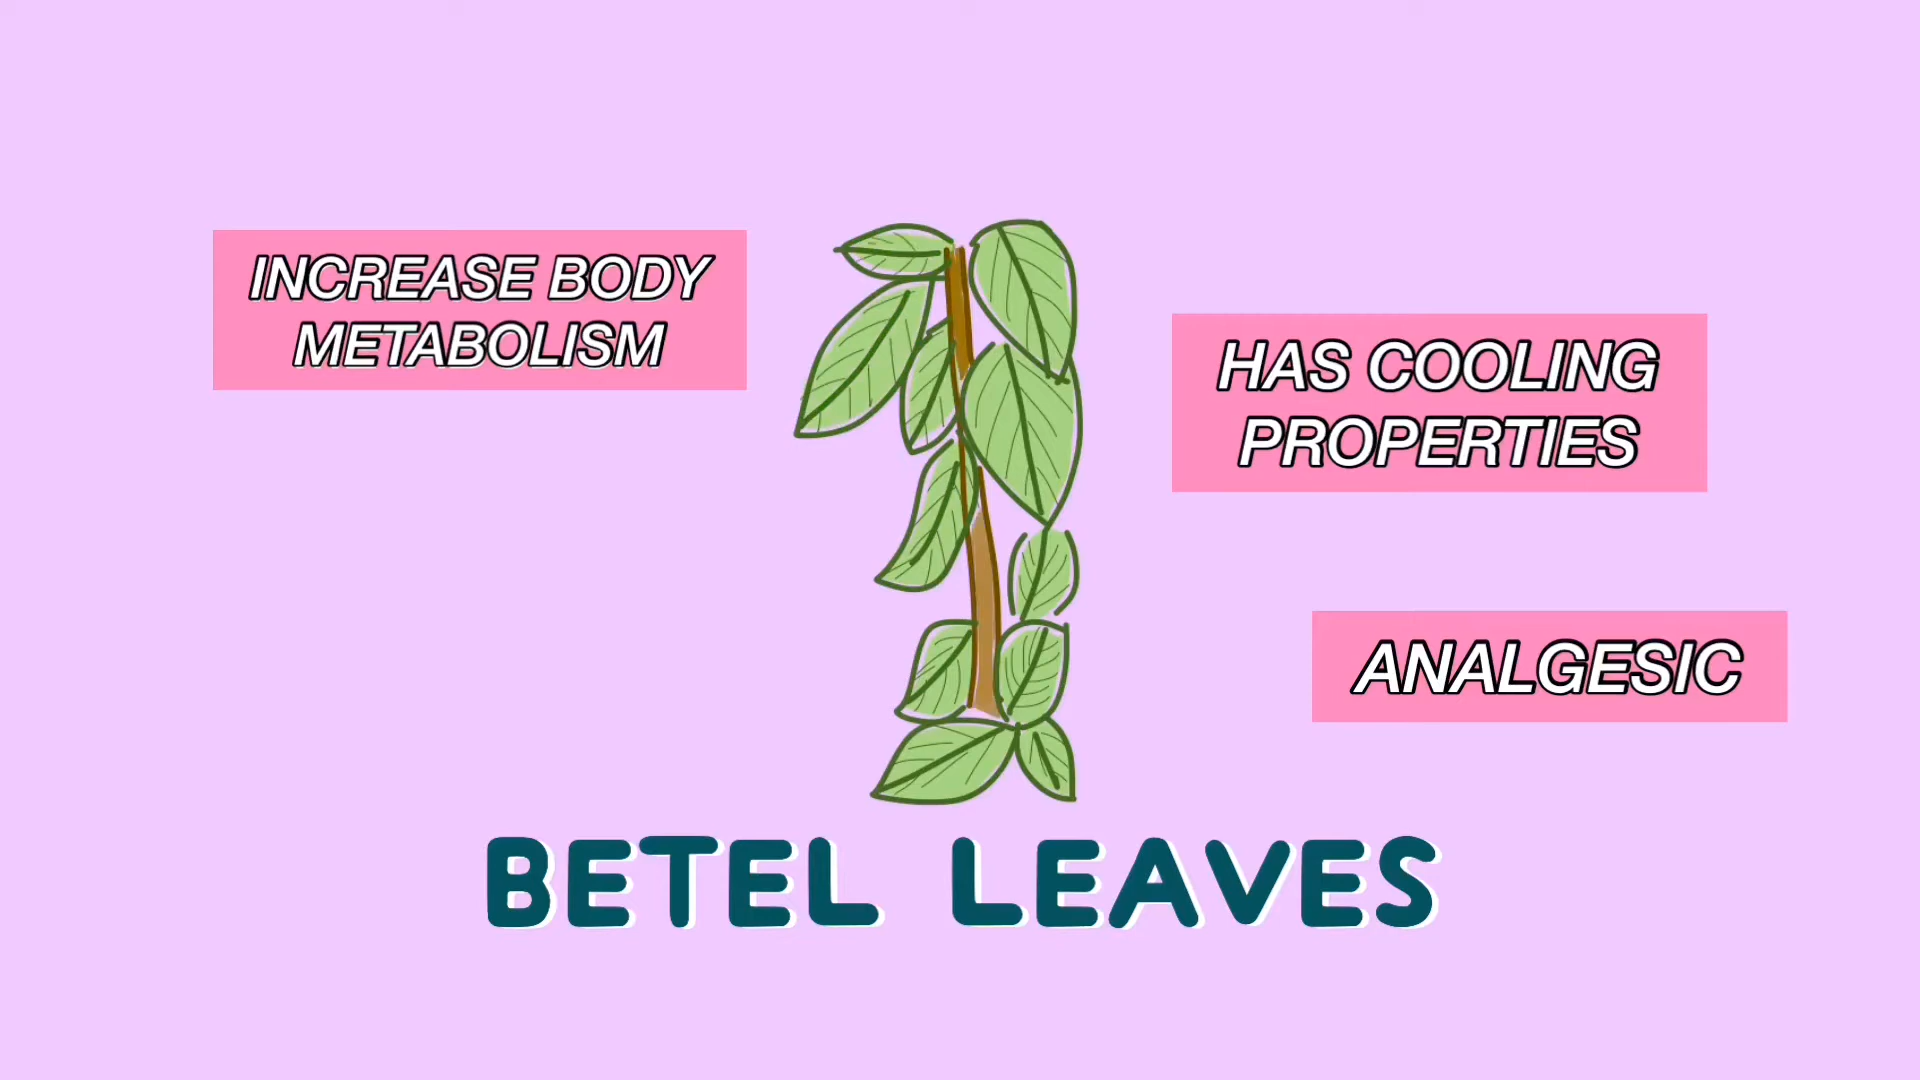 INCREASE BODY
METABOLISM
HAS COOLING
PROPERTIES
ANALGESIC
BETEL LEAVES